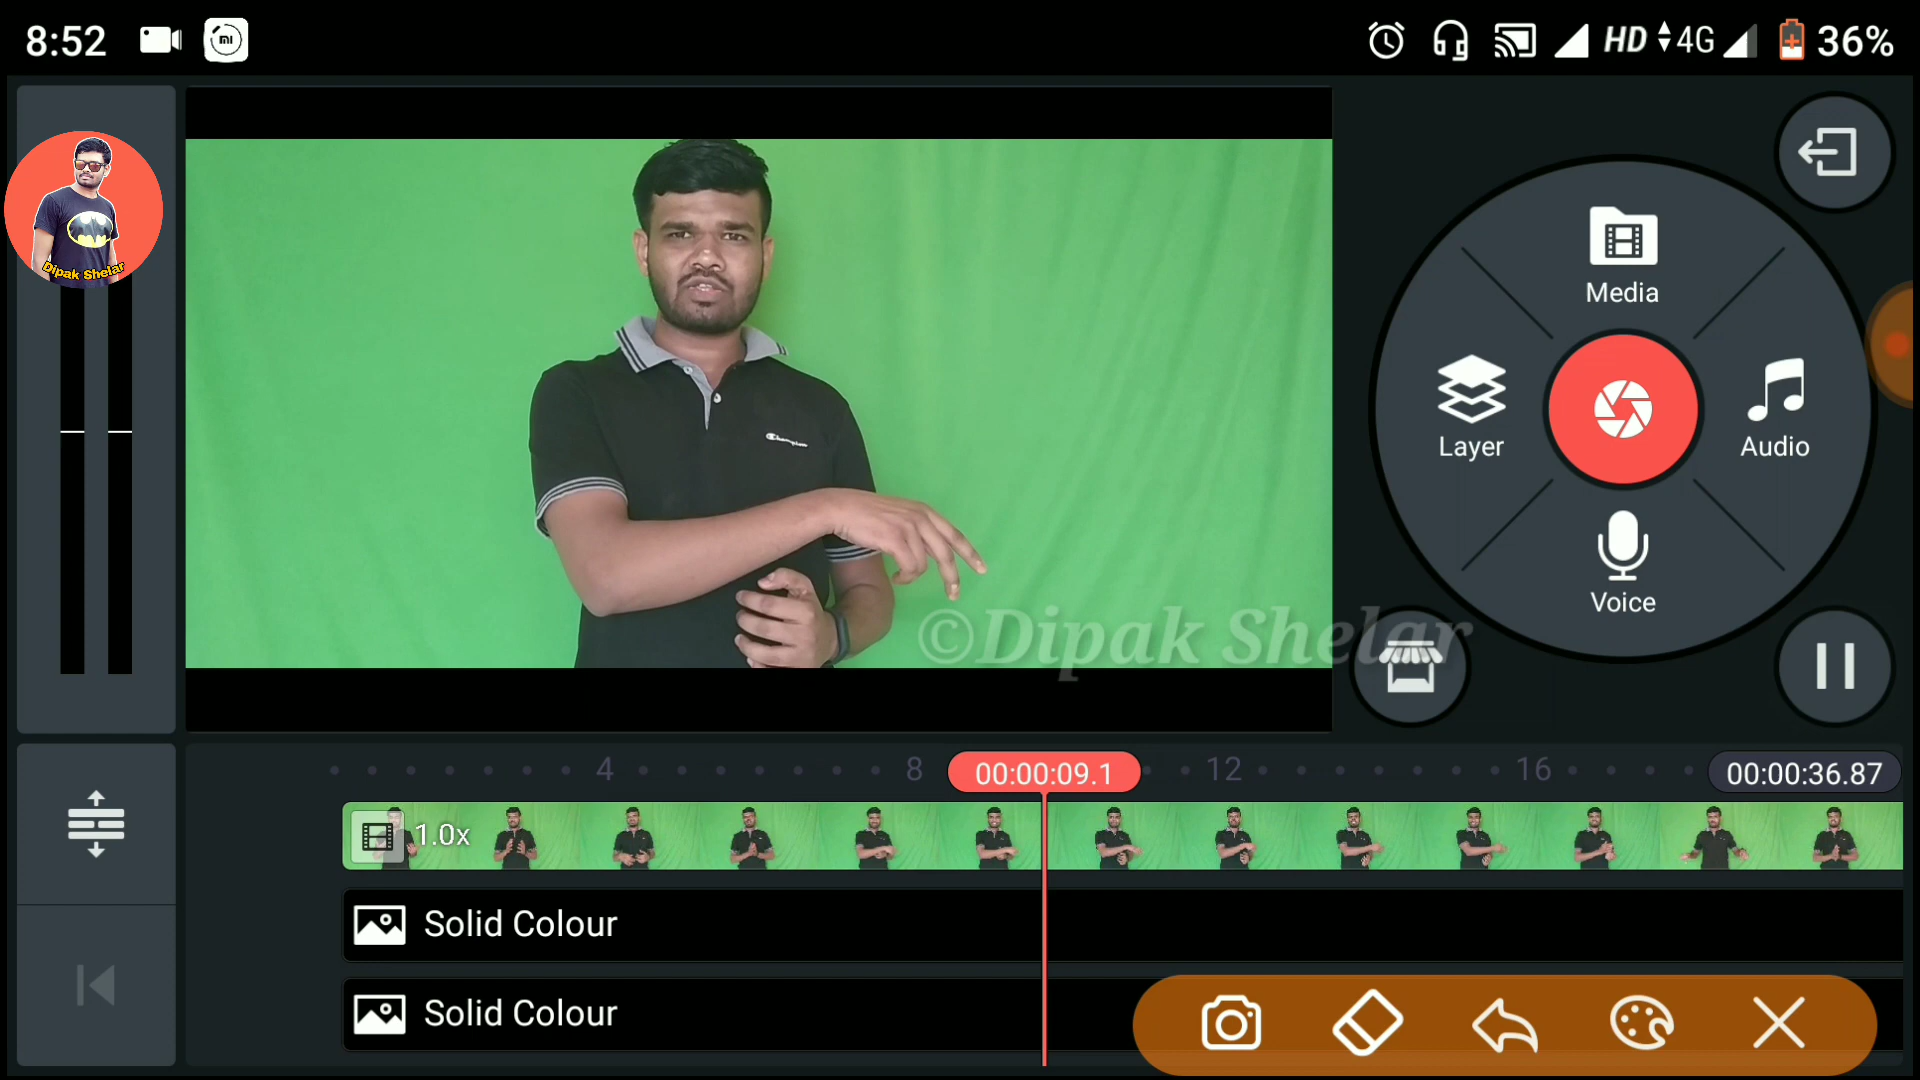 8:52
HD 4G 36%
Dipak Shelar
Champion
Media
Layer
Audio
Voice
©Dipak Shelar
4
8
00:00:09.1
12
16
00:00:36.87
1.0x
Solid Colour
Solid Colour